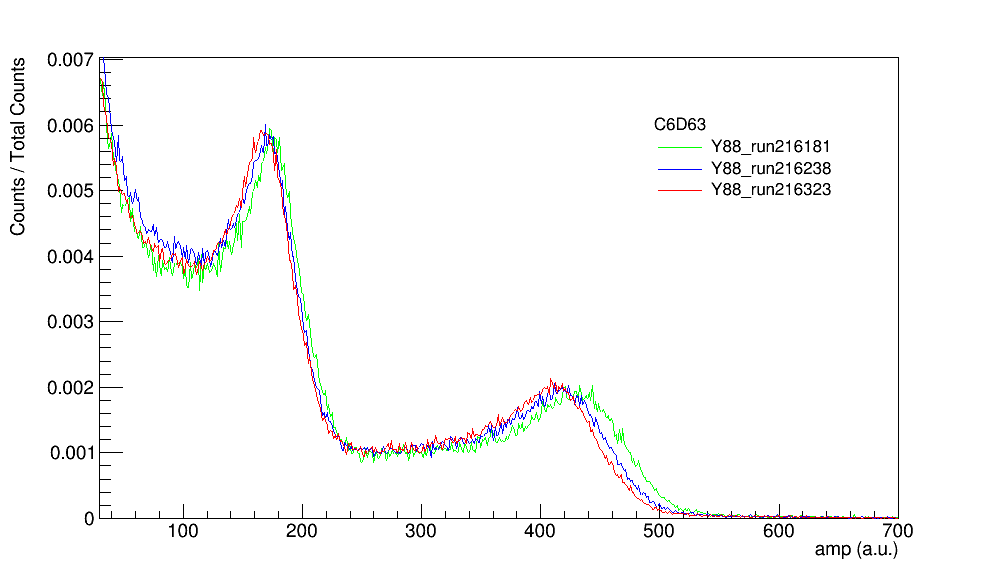 0.007
0.006
0.005
0.004
0.003
0.002
0.001
0
Counts / Total Counts
C6D63
Y88_run216181
Y88_run216238
Y88_run216323
100 200 300 400 500 600 700
amp (a.u.)